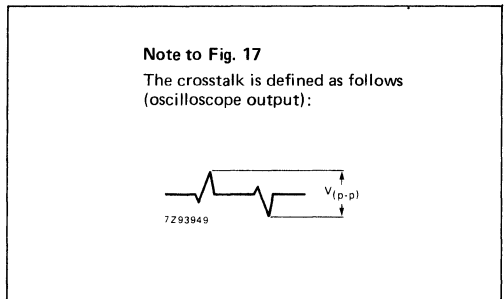 Note to Fig. 17
The crosstalk is defined as follows
(oscilloscope output):
V(p-p)
7Z93949